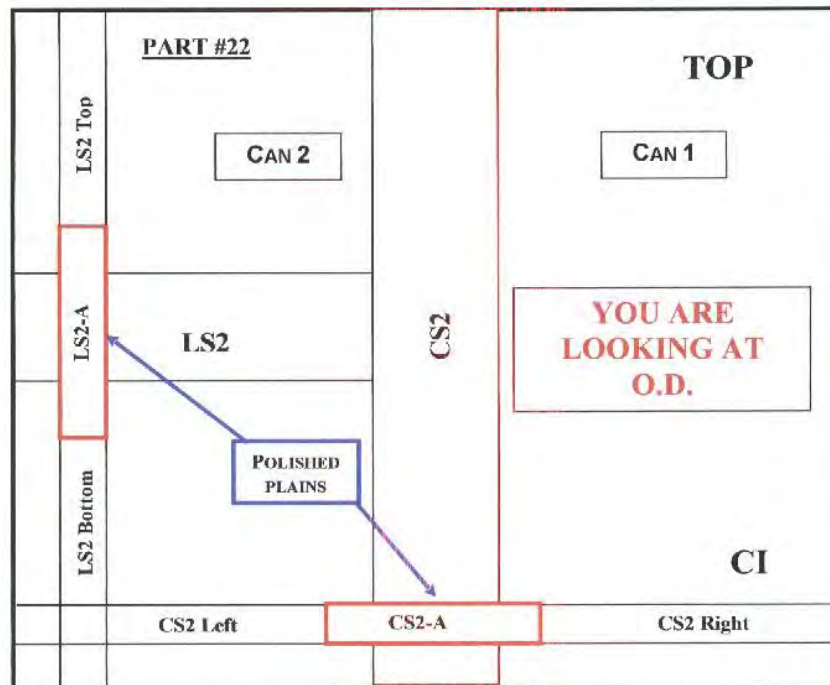 PART #22
TOP
LS2 Top
CAN 2
CAN 1
LS2-A
LS2
CS2
YOU ARE
LOOKING AT
O.D.
POLISHED
PLAINS
LS2 Bottom
CI
CS2 Left
CS2-A
CS2 Right